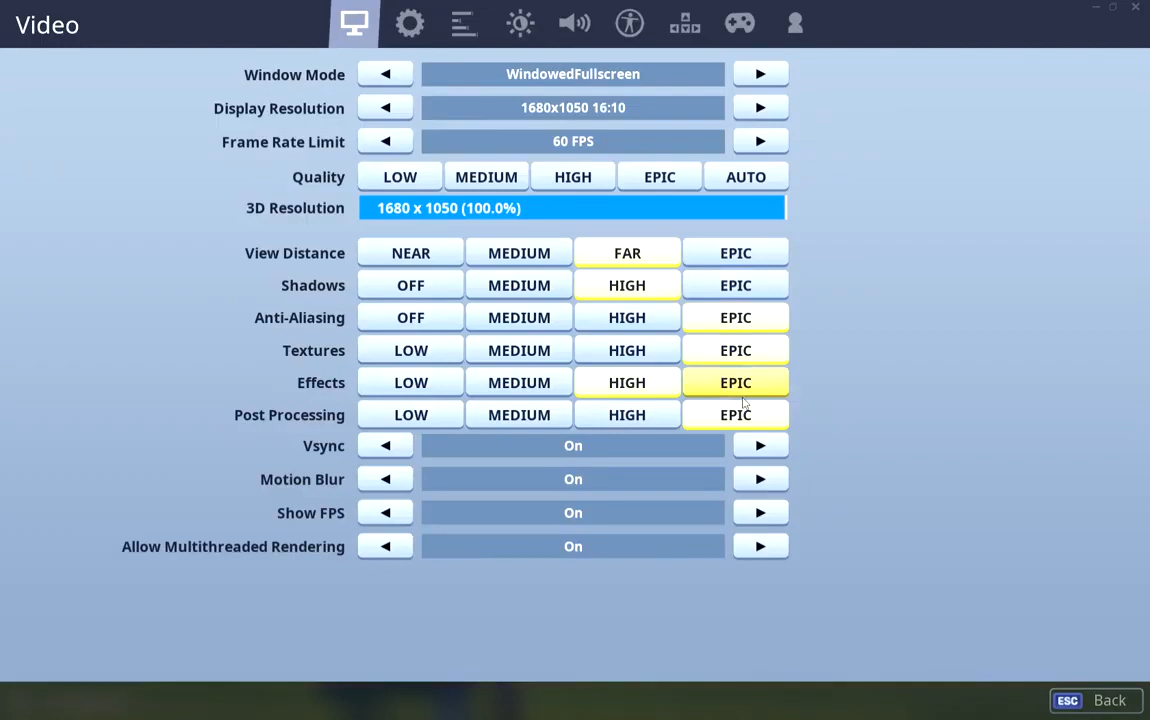 Video
Window Mode ◀ WindowedFullscreen ▶
Display Resolution ◀ 1680x1050 16:10 ▶
Frame Rate Limit ◀ 60 FPS ▶
Quality LOW MEDIUM HIGH EPIC AUTO
3D Resolution 1680 x 1050 (100.0%)
View Distance NEAR MEDIUM FAR EPIC
Shadows OFF MEDIUM HIGH EPIC
Anti-Aliasing OFF MEDIUM HIGH EPIC
Textures LOW MEDIUM HIGH EPIC
Effects LOW MEDIUM HIGH EPIC
Post Processing LOW MEDIUM HIGH EPIC
Vsync ◀ On ▶
Motion Blur ◀ On ▶
Show FPS ◀ On ▶
Allow Multithreaded Rendering ◀ On ▶
ESC Back